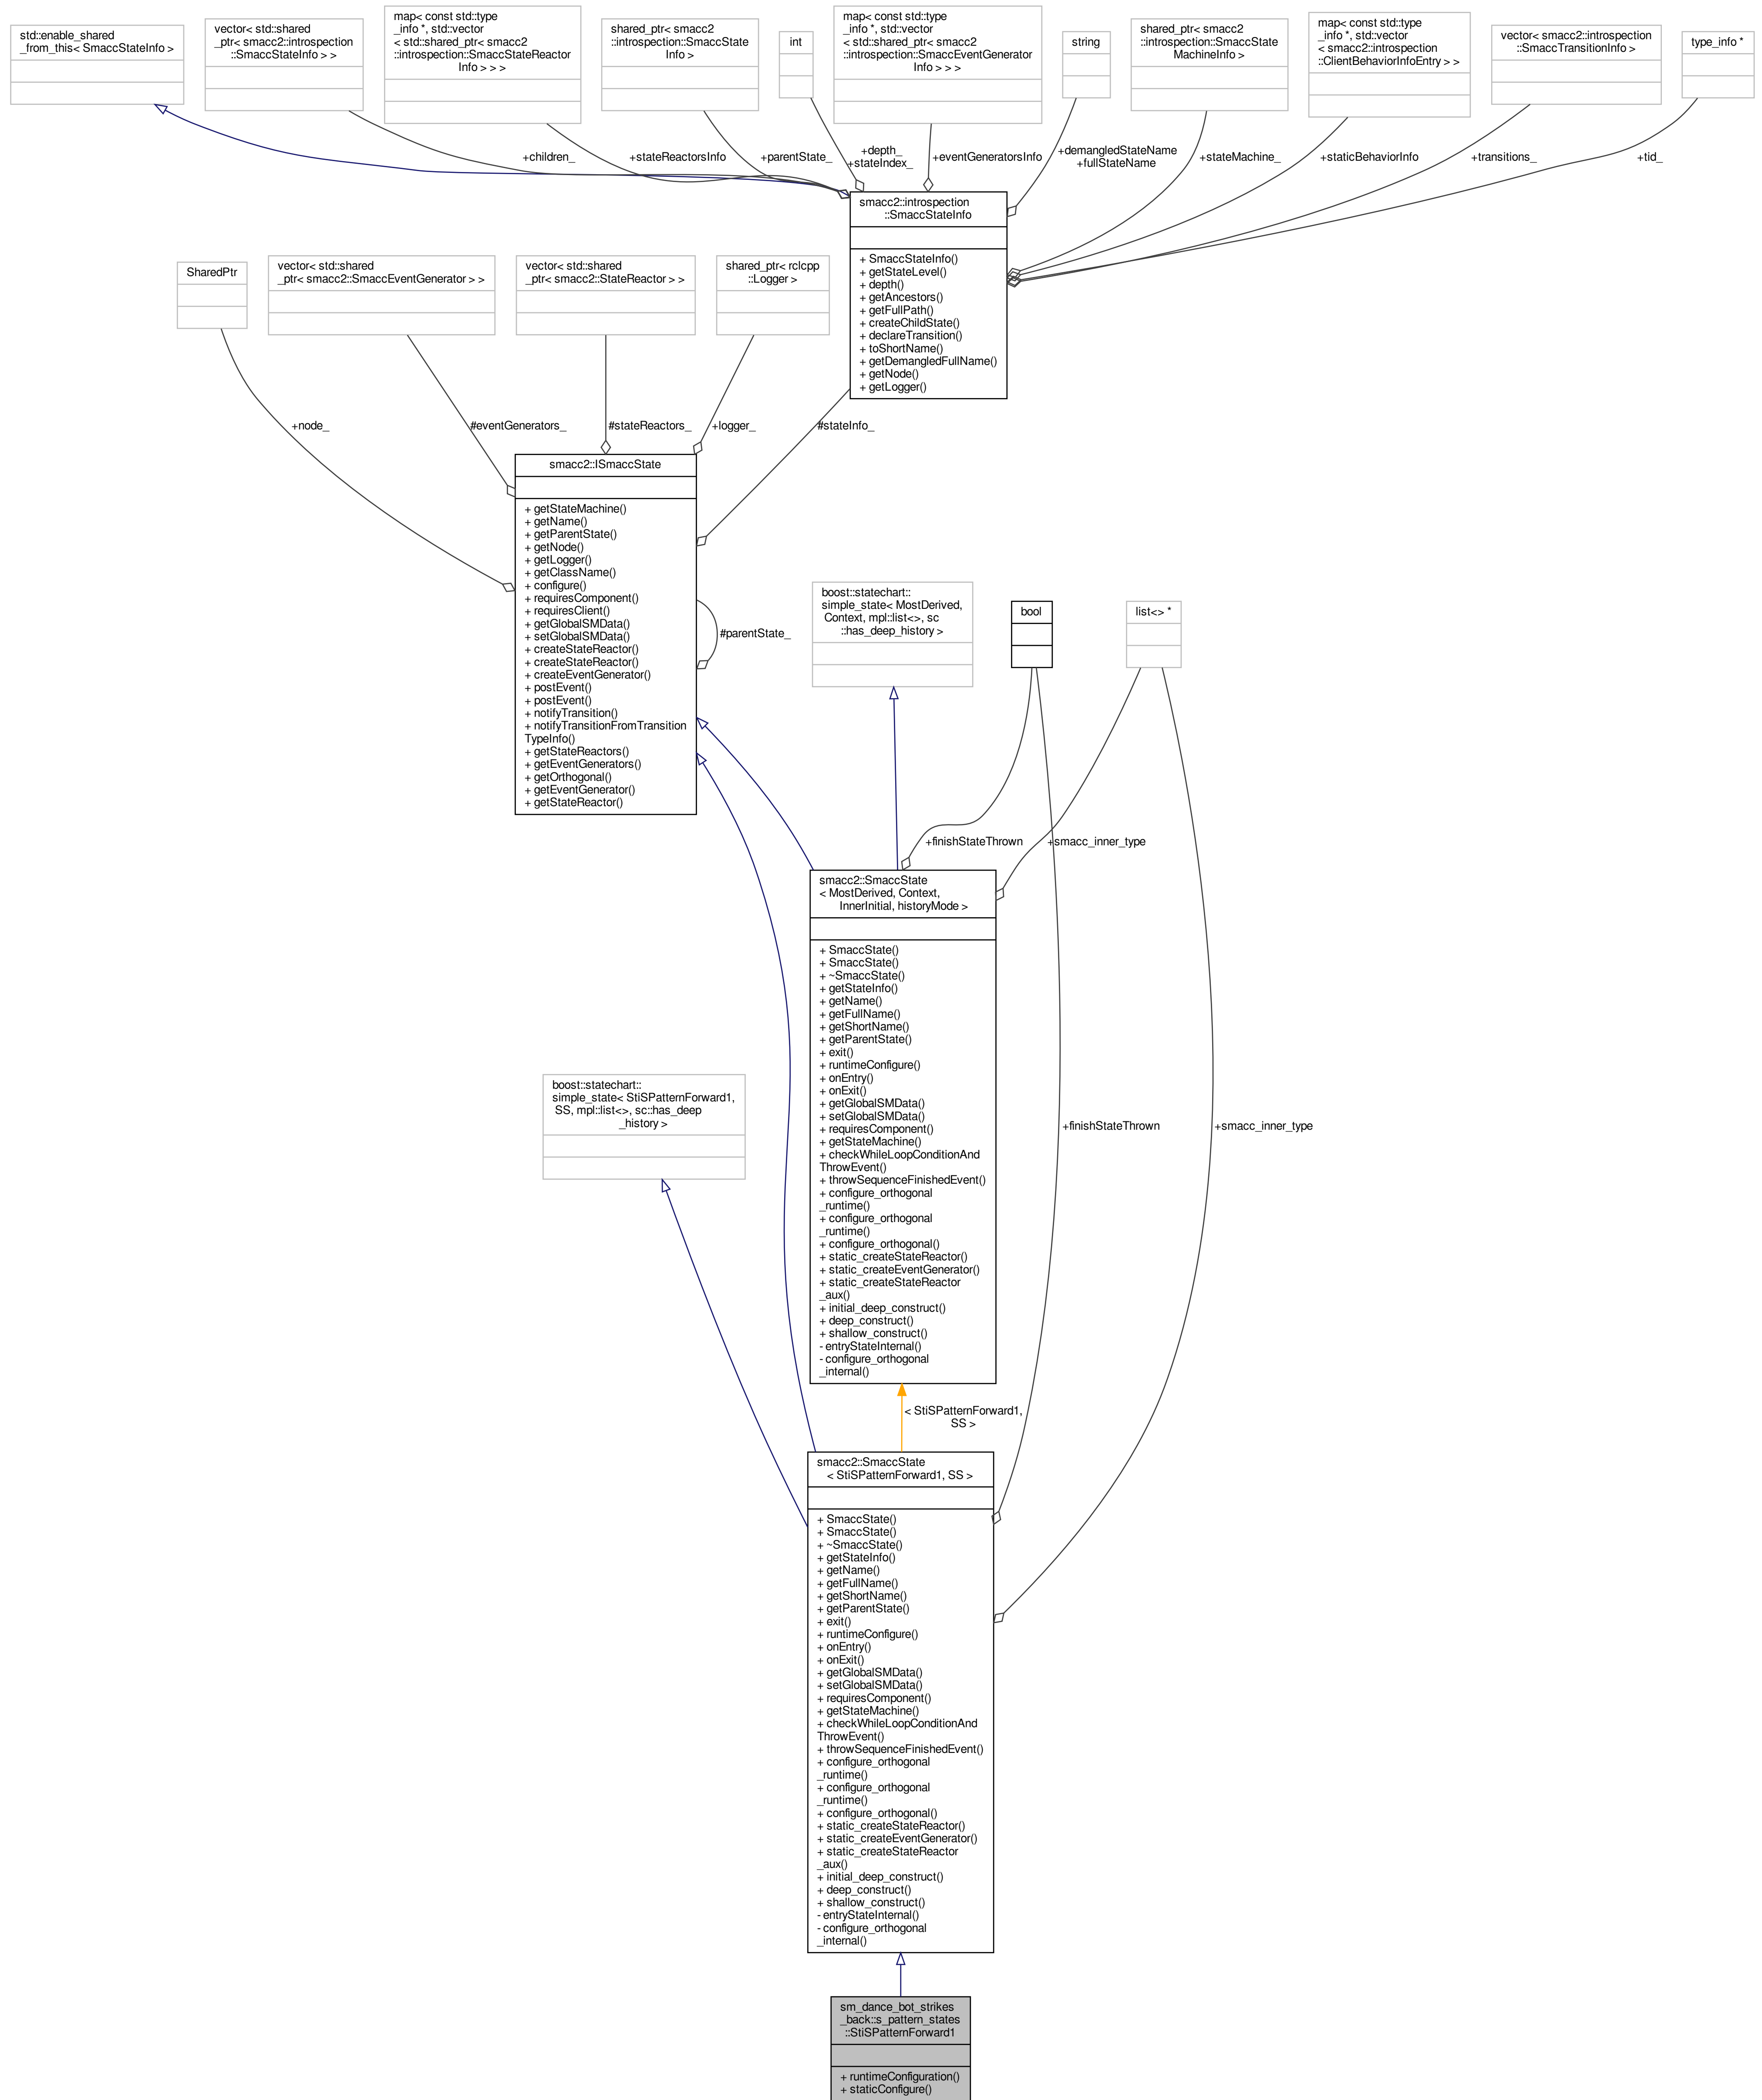 std::enable_shared
_from_this< SmaccStateInfo >
vector< std::shared
_ptr< smacc2::introspection
::SmaccStateInfo > >
map< const std::type
_info *, std::vector
< std::shared_ptr< smacc2
::introspection::SmaccStateReactor
Info > > >
shared_ptr< smacc2
::introspection::SmaccState
Info >
int
map< const std::type
_info *, std::vector
< std::shared_ptr< smacc2
::introspection::SmaccEventGenerator
Info > > >
string
shared_ptr< smacc2
::introspection::SmaccState
MachineInfo >
map< const std::type
_info *, std::vector
< smacc2::introspection
::ClientBehaviorInfoEntry > >
vector< smacc2::introspection
::SmaccTransitionInfo >
type_info *
+children_
+stateReactorsInfo
+parentState_
+depth_
+stateIndex_
+eventGeneratorsInfo
+demangledStateName
+fullStateName
+stateMachine_
+staticBehaviorInfo
+transitions_
+tid_
smacc2::introspection
::SmaccStateInfo
+ SmaccStateInfo()
+ getStateLevel()
+ depth()
+ getAncestors()
+ getFullPath()
+ createChildState()
+ declareTransition()
+ toShortName()
+ getDemangledFullName()
+ getNode()
+ getLogger()
SharedPtr
vector< std::shared
_ptr< smacc2::SmaccEventGenerator > >
vector< std::shared
_ptr< smacc2::StateReactor > >
shared_ptr< rclcpp
::Logger >
+node_
#eventGenerators_
#stateReactors_
+logger_
#stateInfo_
smacc2::ISmaccState
+ getStateMachine()
+ getName()
+ getParentState()
+ getNode()
+ getLogger()
+ getClassName()
+ configure()
+ requiresComponent()
+ requiresClient()
+ getGlobalSMData()
+ setGlobalSMData()
+ createStateReactor()
+ createStateReactor()
+ createEventGenerator()
+ postEvent()
+ postEvent()
+ notifyTransition()
+ notifyTransitionFromTransition
TypeInfo()
+ getStateReactors()
+ getEventGenerators()
+ getOrthogonal()
+ getEventGenerator()
+ getStateReactor()
#parentState_
boost::statechart::
simple_state< MostDerived,
Context, mpl::list<>, sc
::has_deep_history >
bool
list<> *
+finishStateThrown
+smacc_inner_type
smacc2::SmaccState
< MostDerived, Context,
InnerInitial, historyMode >
+ SmaccState()
+ SmaccState()
+ ~SmaccState()
+ getStateInfo()
+ getName()
+ getFullName()
+ getShortName()
+ getParentState()
+ exit()
+ runtimeConfigure()
+ onEntry()
+ onExit()
+ getGlobalSMData()
+ setGlobalSMData()
+ requiresComponent()
+ getStateMachine()
+ checkWhileLoopConditionAnd
ThrowEvent()
+ throwSequenceFinishedEvent()
+ configure_orthogonal
_runtime()
+ configure_orthogonal
_runtime()
+ configure_orthogonal()
+ static_createStateReactor()
+ static_createEventGenerator()
+ static_createStateReactor
_aux()
+ initial_deep_construct()
+ deep_construct()
+ shallow_construct()
- entryStateInternal()
- configure_orthogonal
_internal()
boost::statechart::
simple_state< StiSPatternForward1,
SS, mpl::list<>, sc::has_deep
_history >
+finishStateThrown
+smacc_inner_type
< StiSPatternForward1,
SS >
smacc2::SmaccState
< StiSPatternForward1, SS >
+ SmaccState()
+ SmaccState()
+ ~SmaccState()
+ getStateInfo()
+ getName()
+ getFullName()
+ getShortName()
+ getParentState()
+ exit()
+ runtimeConfigure()
+ onEntry()
+ onExit()
+ getGlobalSMData()
+ setGlobalSMData()
+ requiresComponent()
+ getStateMachine()
+ checkWhileLoopConditionAnd
ThrowEvent()
+ throwSequenceFinishedEvent()
+ configure_orthogonal
_runtime()
+ configure_orthogonal
_runtime()
+ configure_orthogonal()
+ static_createStateReactor()
+ static_createEventGenerator()
+ static_createStateReactor
_aux()
+ initial_deep_construct()
+ deep_construct()
+ shallow_construct()
- entryStateInternal()
- configure_orthogonal
_internal()
sm_dance_bot_strikes
_back::s_pattern_states
::StiSPatternForward1
+ runtimeConfiguration()
+ staticConfigure()